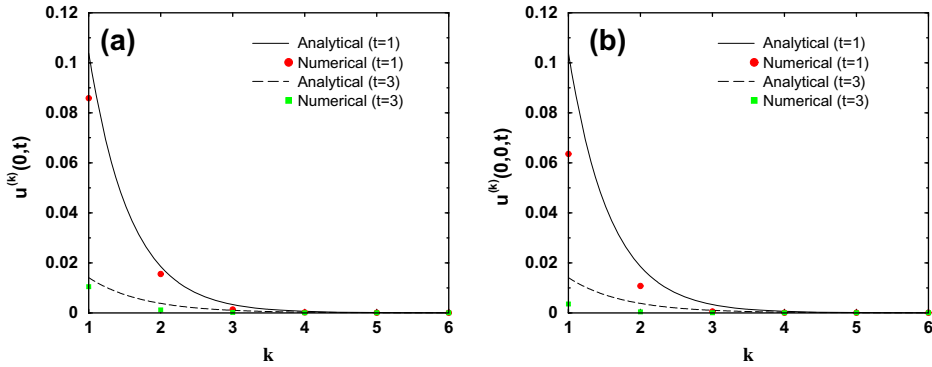 (a)
Analytical (t=1)
Numerical (t=1)
Analytical (t=3)
Numerical (t=3)
0.12
0.1
0.08
0.06
0.04
0.02
0
1 2 3 4 5 6
k
u^(k)(0,t)
(b)
Analytical (t=1)
Numerical (t=1)
Analytical (t=3)
Numerical (t=3)
0.12
0.1
0.08
0.06
0.04
0.02
0
1 2 3 4 5 6
k
u^(k)(0,0,t)